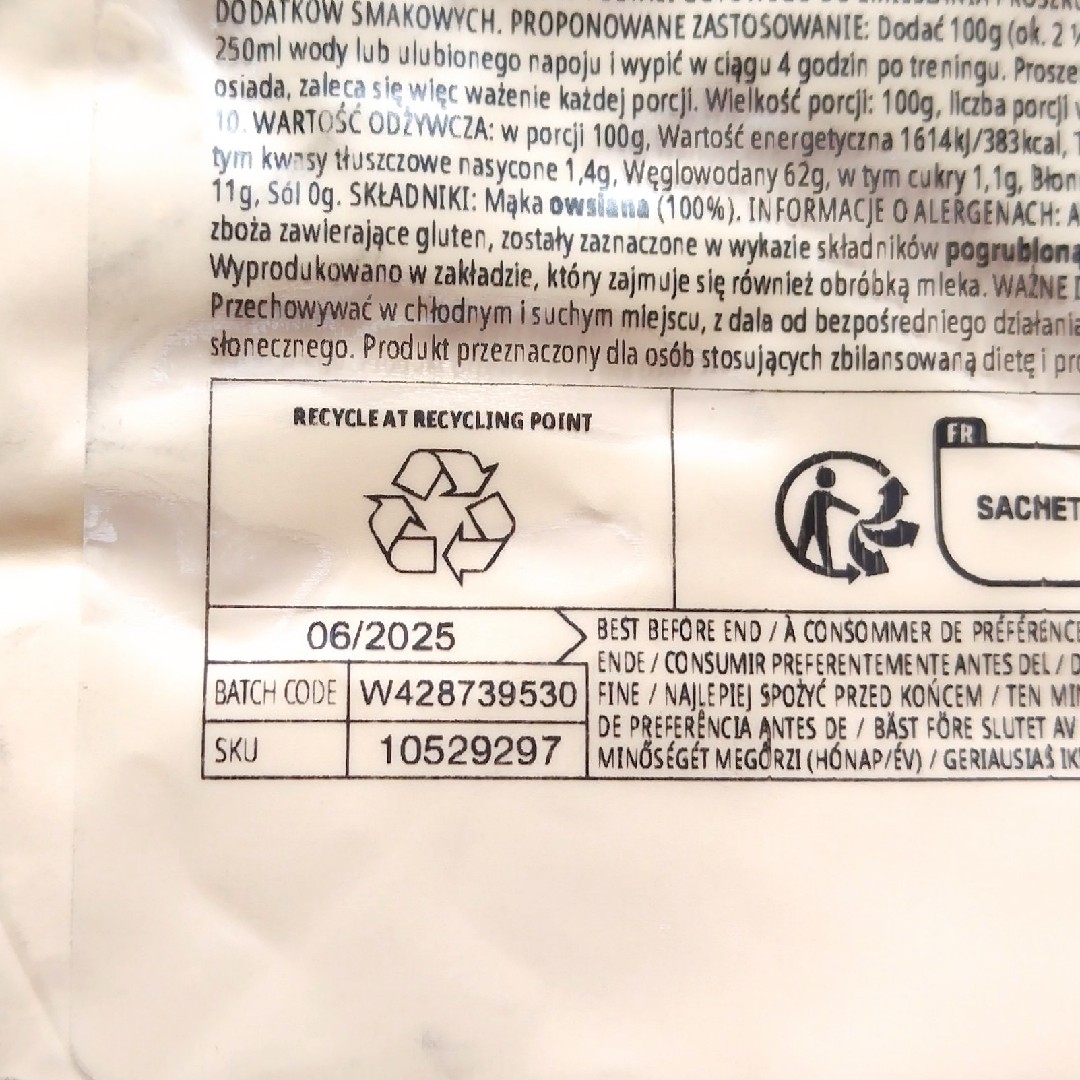 DODATKÓW SMAKOWYCH. PROPONOWANE ZASTOSOWANIE: Dodać 100g (ok. 2
250ml wody lub ulubionego napoju i wypić w ciągu 4 godzin po treningu. Prosze
osiada, zaleca się więc ważenie każdej porcji. Wielkość porcji: 100g, liczba porcji
10. WARTOŚĆ ODŻYWCZA: w porcji 100g, Wartość energetyczna 1614kJ/383kcal,
tym kwasy tłuszczowe nasycone 1,4g, Węglowodany 62g, w tym cukry 1,1g, Błon
11g, Sól 0g. SKŁADNIKI: Mąka owsiana (100%). INFORMACJE O ALERGENACH: A
zboża zawierające gluten, zostały zaznaczone w wykazie składników pogrubioną
Wyprodukowano w zakładzie, który zajmuje się również obróbką mleka. WAŻNE
Przechowywać w chłodnym i suchym miejscu, z dala od bezpośredniego działania
słonecznego. Produkt przeznaczony dla osób stosujących zbilansowaną dietę i pro
RECYCLE AT RECYCLING POINT
FR
SACHET
06/2025
BATCH CODE W428739530
SKU 10529297
BEST BEFORE END / À CONSOMMER DE PRÉFÉRENCE
ENDE / CONSUMIR PREFERENTEMENTE ANTES DEL / D
FINE / NAJLEPIEJ SPOŻYĆ PRZED KOŃCEM / TEN MIN
DE PREFERÊNCIA ANTES DE / BÄST FÖRE SLUTET AV
MINŐSÉGÉT MEGŐRZI (HÓNAP/ÉV) / GERIAUSIAS IK